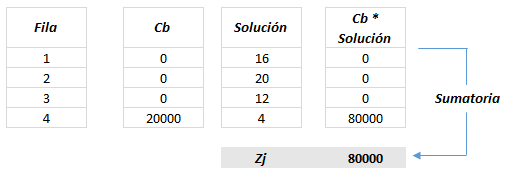 Fila Cb Solución Cb * Solución
1 0 16 0
2 0 20 0
3 0 12 0
4 20000 4 80000
Sumatoria
Zj 80000